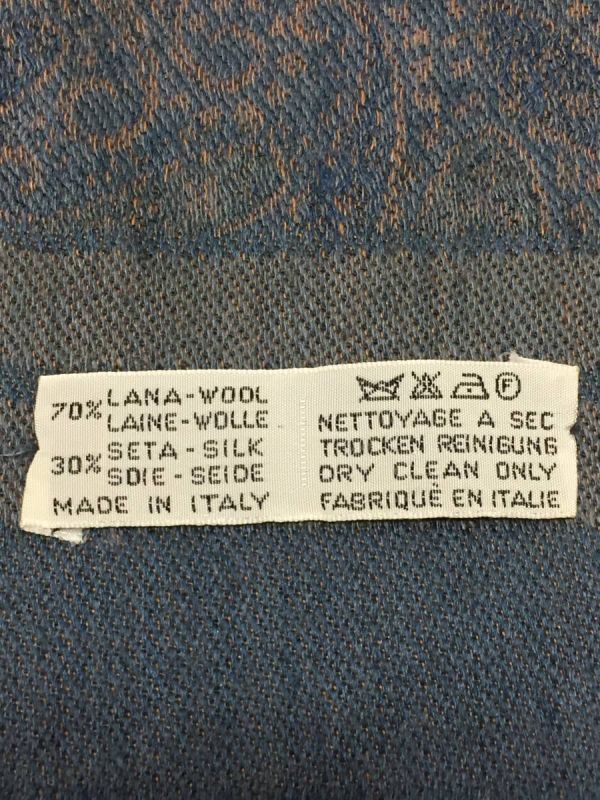 70% LANA-WOOL
LAINE-WOLLE
30% SETA-SILK
SOIE-SEIDE
MADE IN ITALY
F
NETTOYAGE A SEC
TROCKEN REINIGUNG
DRY CLEAN ONLY
FABRIQUÉ EN ITALIE